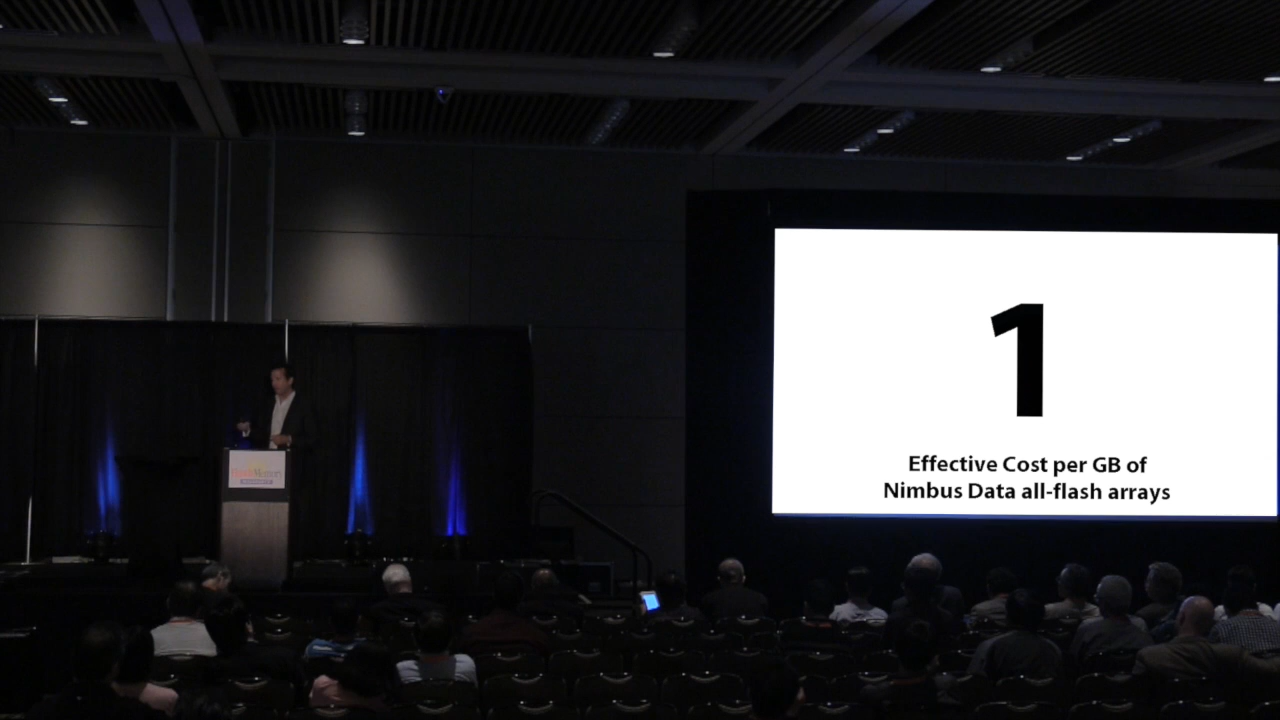 1
Effective Cost per GB of
Nimbus Data all-flash arrays